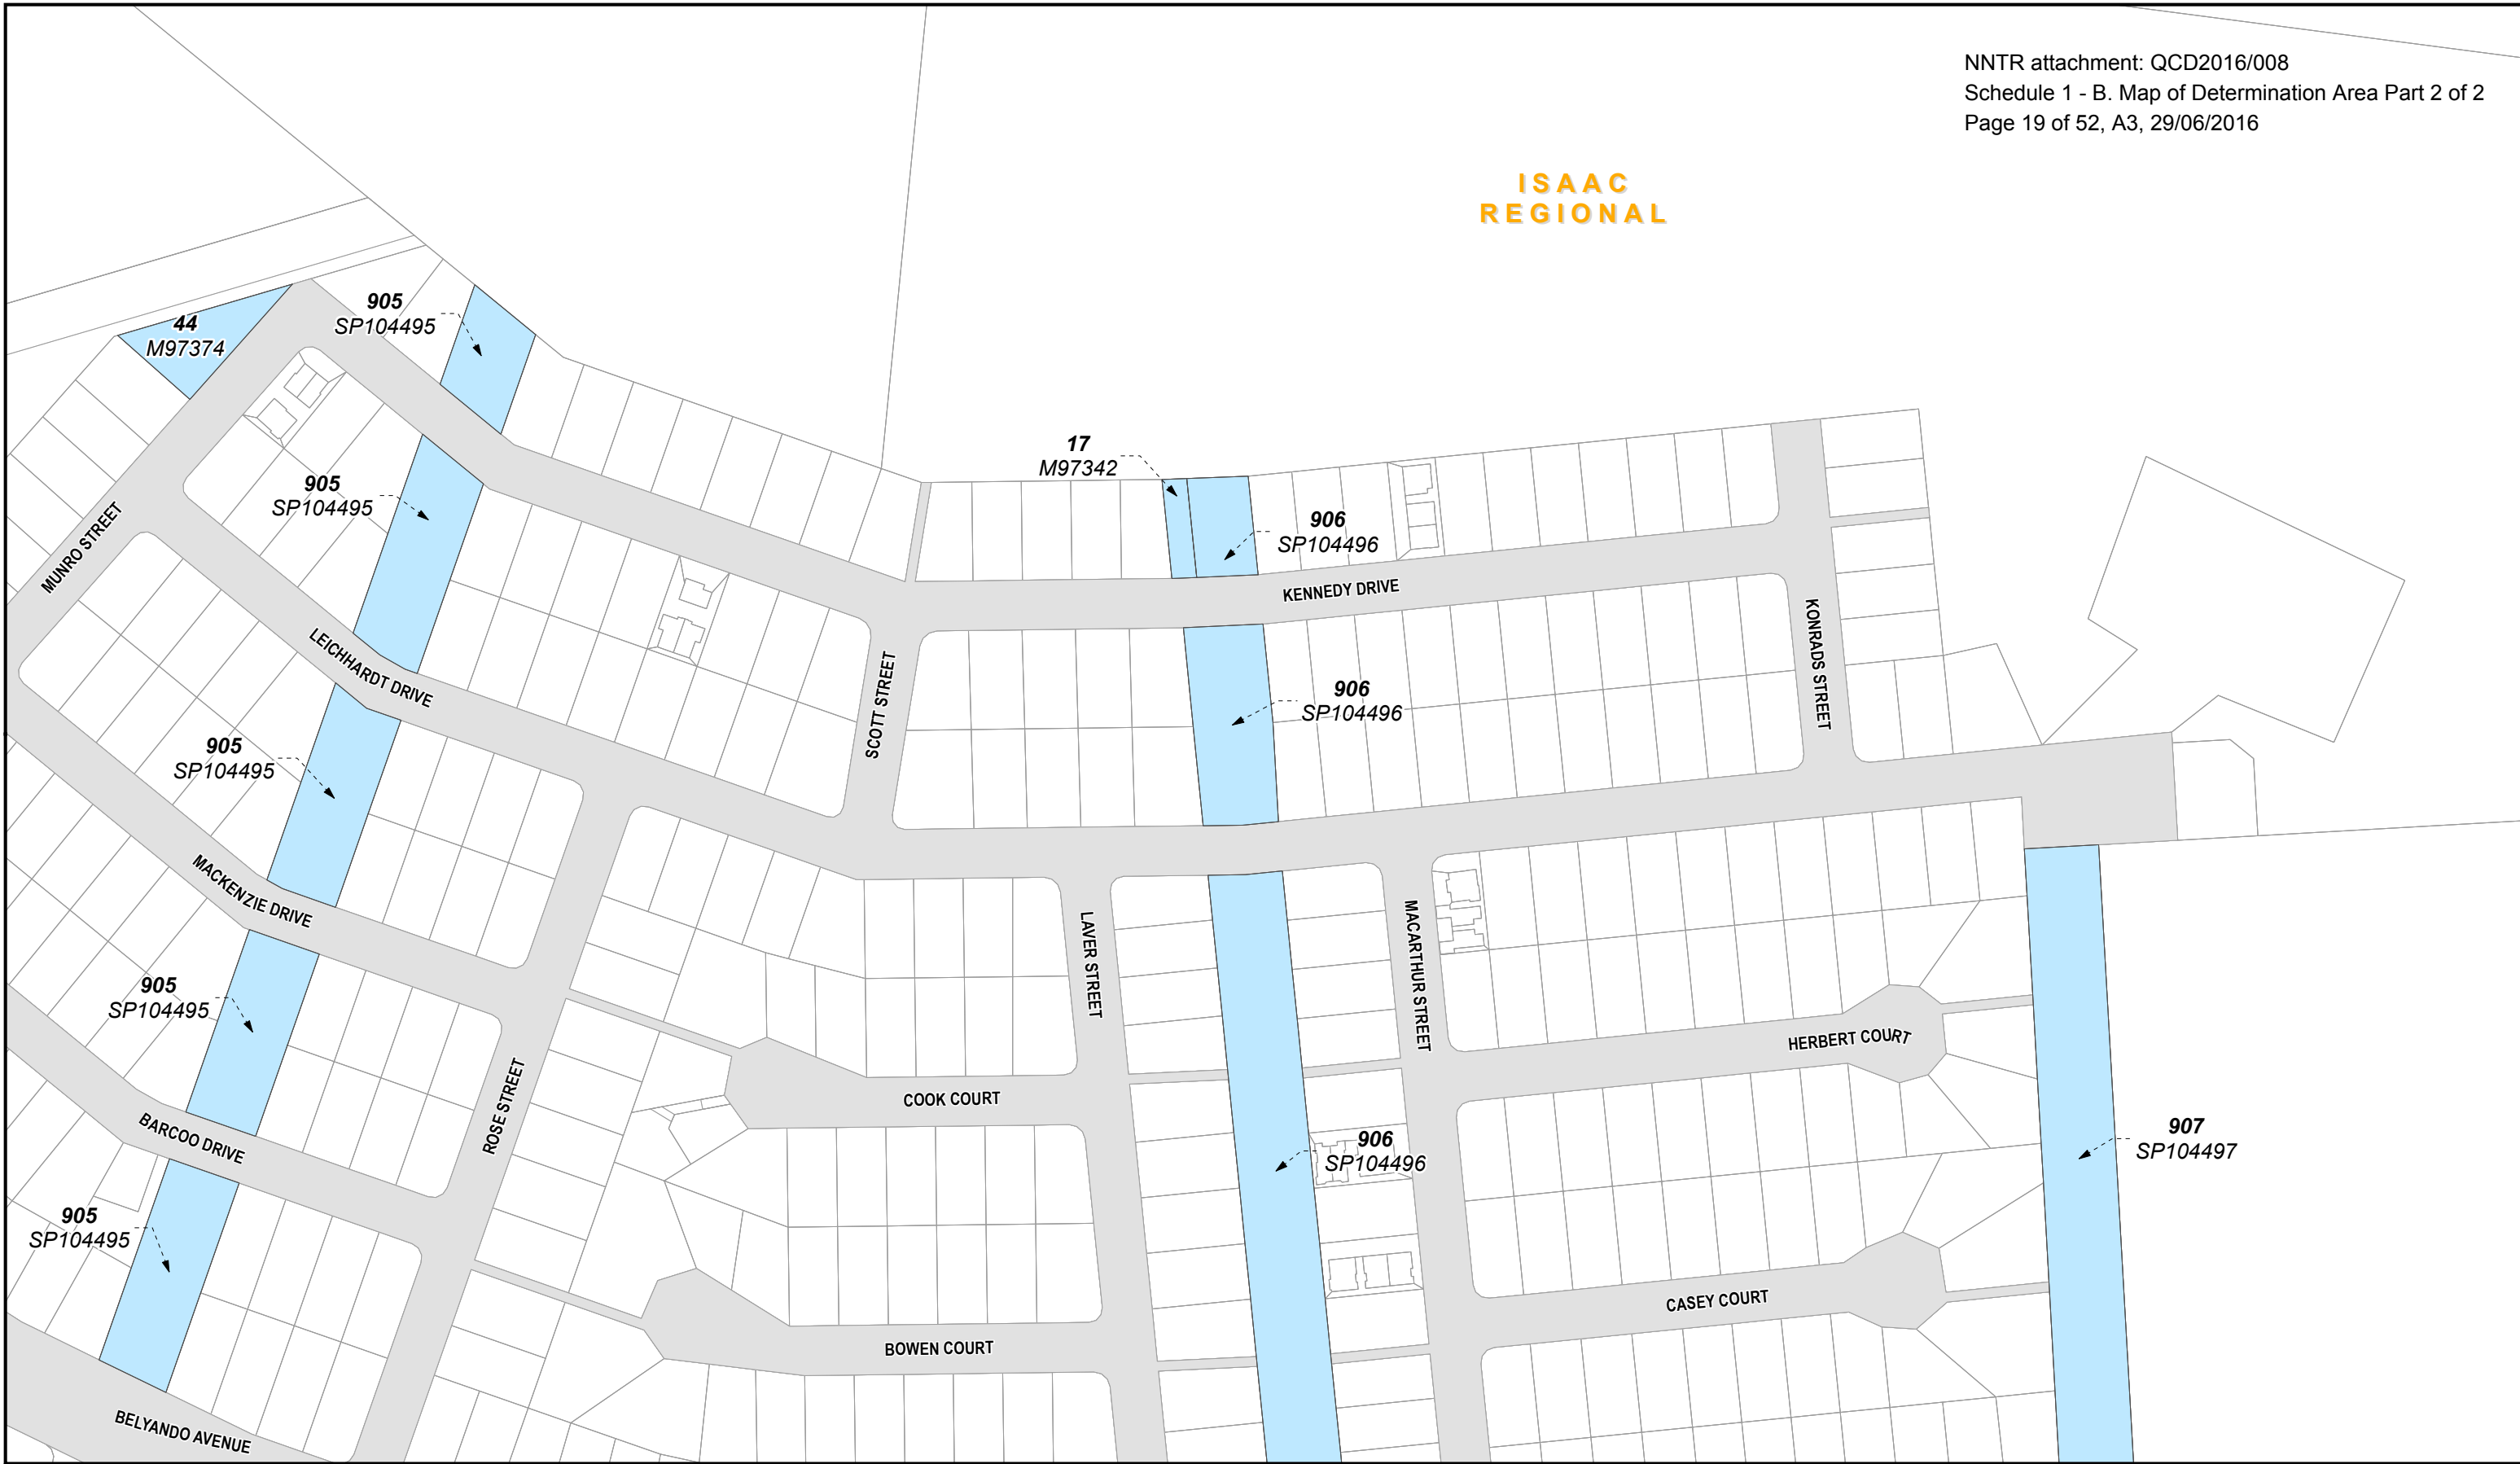 NNTR attachment: QCD2016/008
Schedule 1 - B. Map of Determination Area Part 2 of 2
Page 19 of 52, A3, 29/06/2016
ISAAC
REGIONAL
905
SP104495
44
M97374
17
M97342
905
SP104495
906
SP104496
MUNRO STREET
KENNEDY DRIVE
KONRADS STREET
LEICHHARDT DRIVE
SCOTT STREET
906
SP104496
905
SP104495
MACKENZIE DRIVE
LAVER STREET
MACARTHUR STREET
905
SP104495
HERBERT COURT
ROSE STREET
COOK COURT
BARCOO DRIVE
906
SP104496
907
SP104497
905
SP104495
CASEY COURT
BOWEN COURT
BELYANDO AVENUE